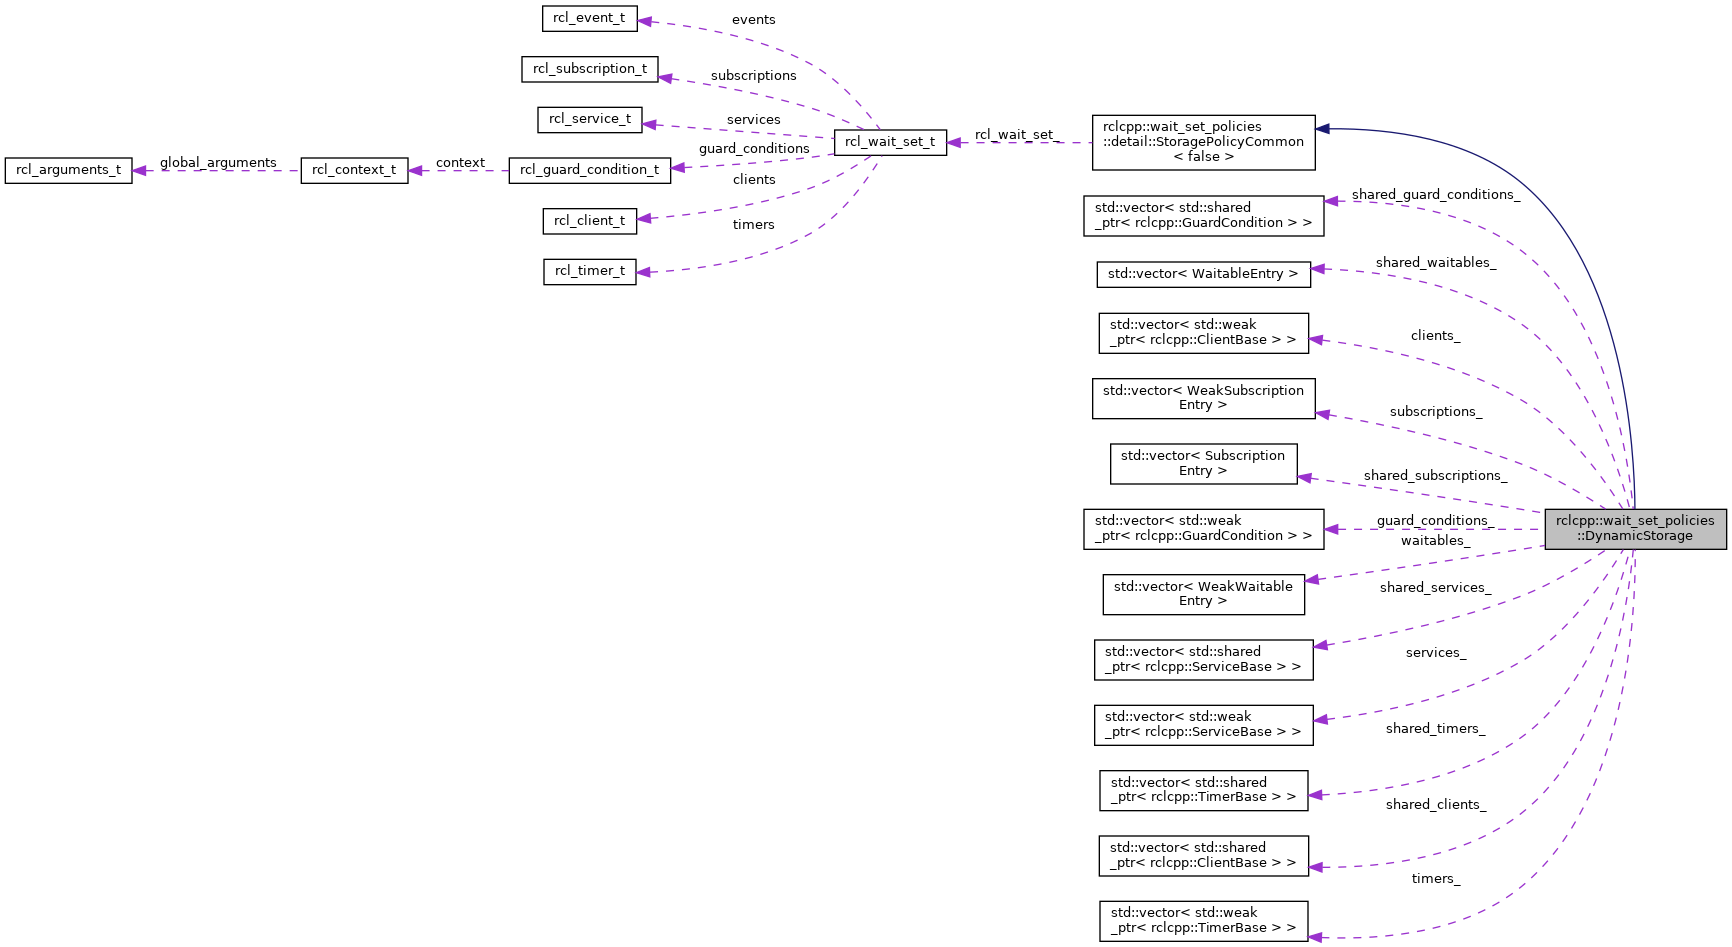 rcl_event_t
events
rcl_subscription_t
subscriptions
rcl_service_t
services
rcl_arguments_t
global_arguments
rcl_context_t
context
rcl_guard_condition_t
guard_conditions
rcl_client_t
clients
rcl_timer_t
timers
rcl_wait_set_t
rcl_wait_set_
rclcpp::wait_set_policies
::detail::StoragePolicyCommon
< false >
std::vector< std::shared
_ptr< rclcpp::GuardCondition > >
shared_guard_conditions_
std::vector< WaitableEntry >
shared_waitables_
std::vector< std::weak
_ptr< rclcpp::ClientBase > >
clients_
std::vector< WeakSubscription
Entry >
subscriptions_
std::vector< Subscription
Entry >
shared_subscriptions_
std::vector< std::weak
_ptr< rclcpp::GuardCondition > >
guard_conditions_
rclcpp::wait_set_policies
::DynamicStorage
waitables_
std::vector< WeakWaitable
Entry >
shared_services_
std::vector< std::shared
_ptr< rclcpp::ServiceBase > >
services_
std::vector< std::weak
_ptr< rclcpp::ServiceBase > >
shared_timers_
std::vector< std::shared
_ptr< rclcpp::TimerBase > >
shared_clients_
std::vector< std::shared
_ptr< rclcpp::ClientBase > >
timers_
std::vector< std::weak
_ptr< rclcpp::TimerBase > >